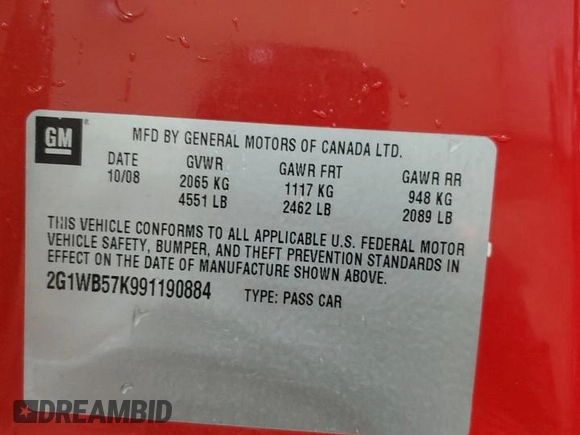 GM ®
MFD BY GENERAL MOTORS OF CANADA LTD.
DATE GVWR GAWR FRT GAWR RR
10/08 2065 KG 1117 KG 948 KG
4551 LB 2462 LB 2089 LB
THIS VEHICLE CONFORMS TO ALL APPLICABLE U.S. FEDERAL MOTOR
VEHICLE SAFETY, BUMPER, AND THEFT PREVENTION STANDARDS IN
EFFECT ON THE DATE OF MANUFACTURE SHOWN ABOVE.
2G1WB57K991190884 TYPE: PASS CAR
DREAMBID